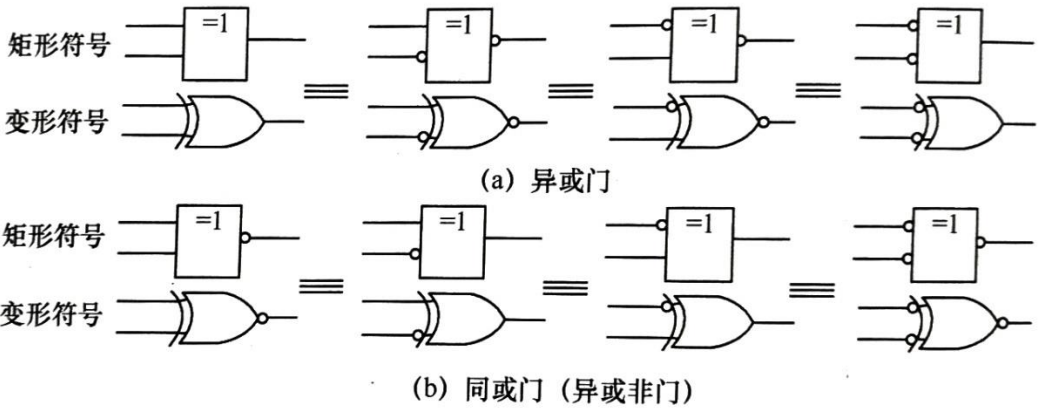 =1 =1 =1 =1
矩形符号
变形符号
(a) 异或门
=1 =1 =1 =1
矩形符号
变形符号
(b) 同或门 (异或非门)